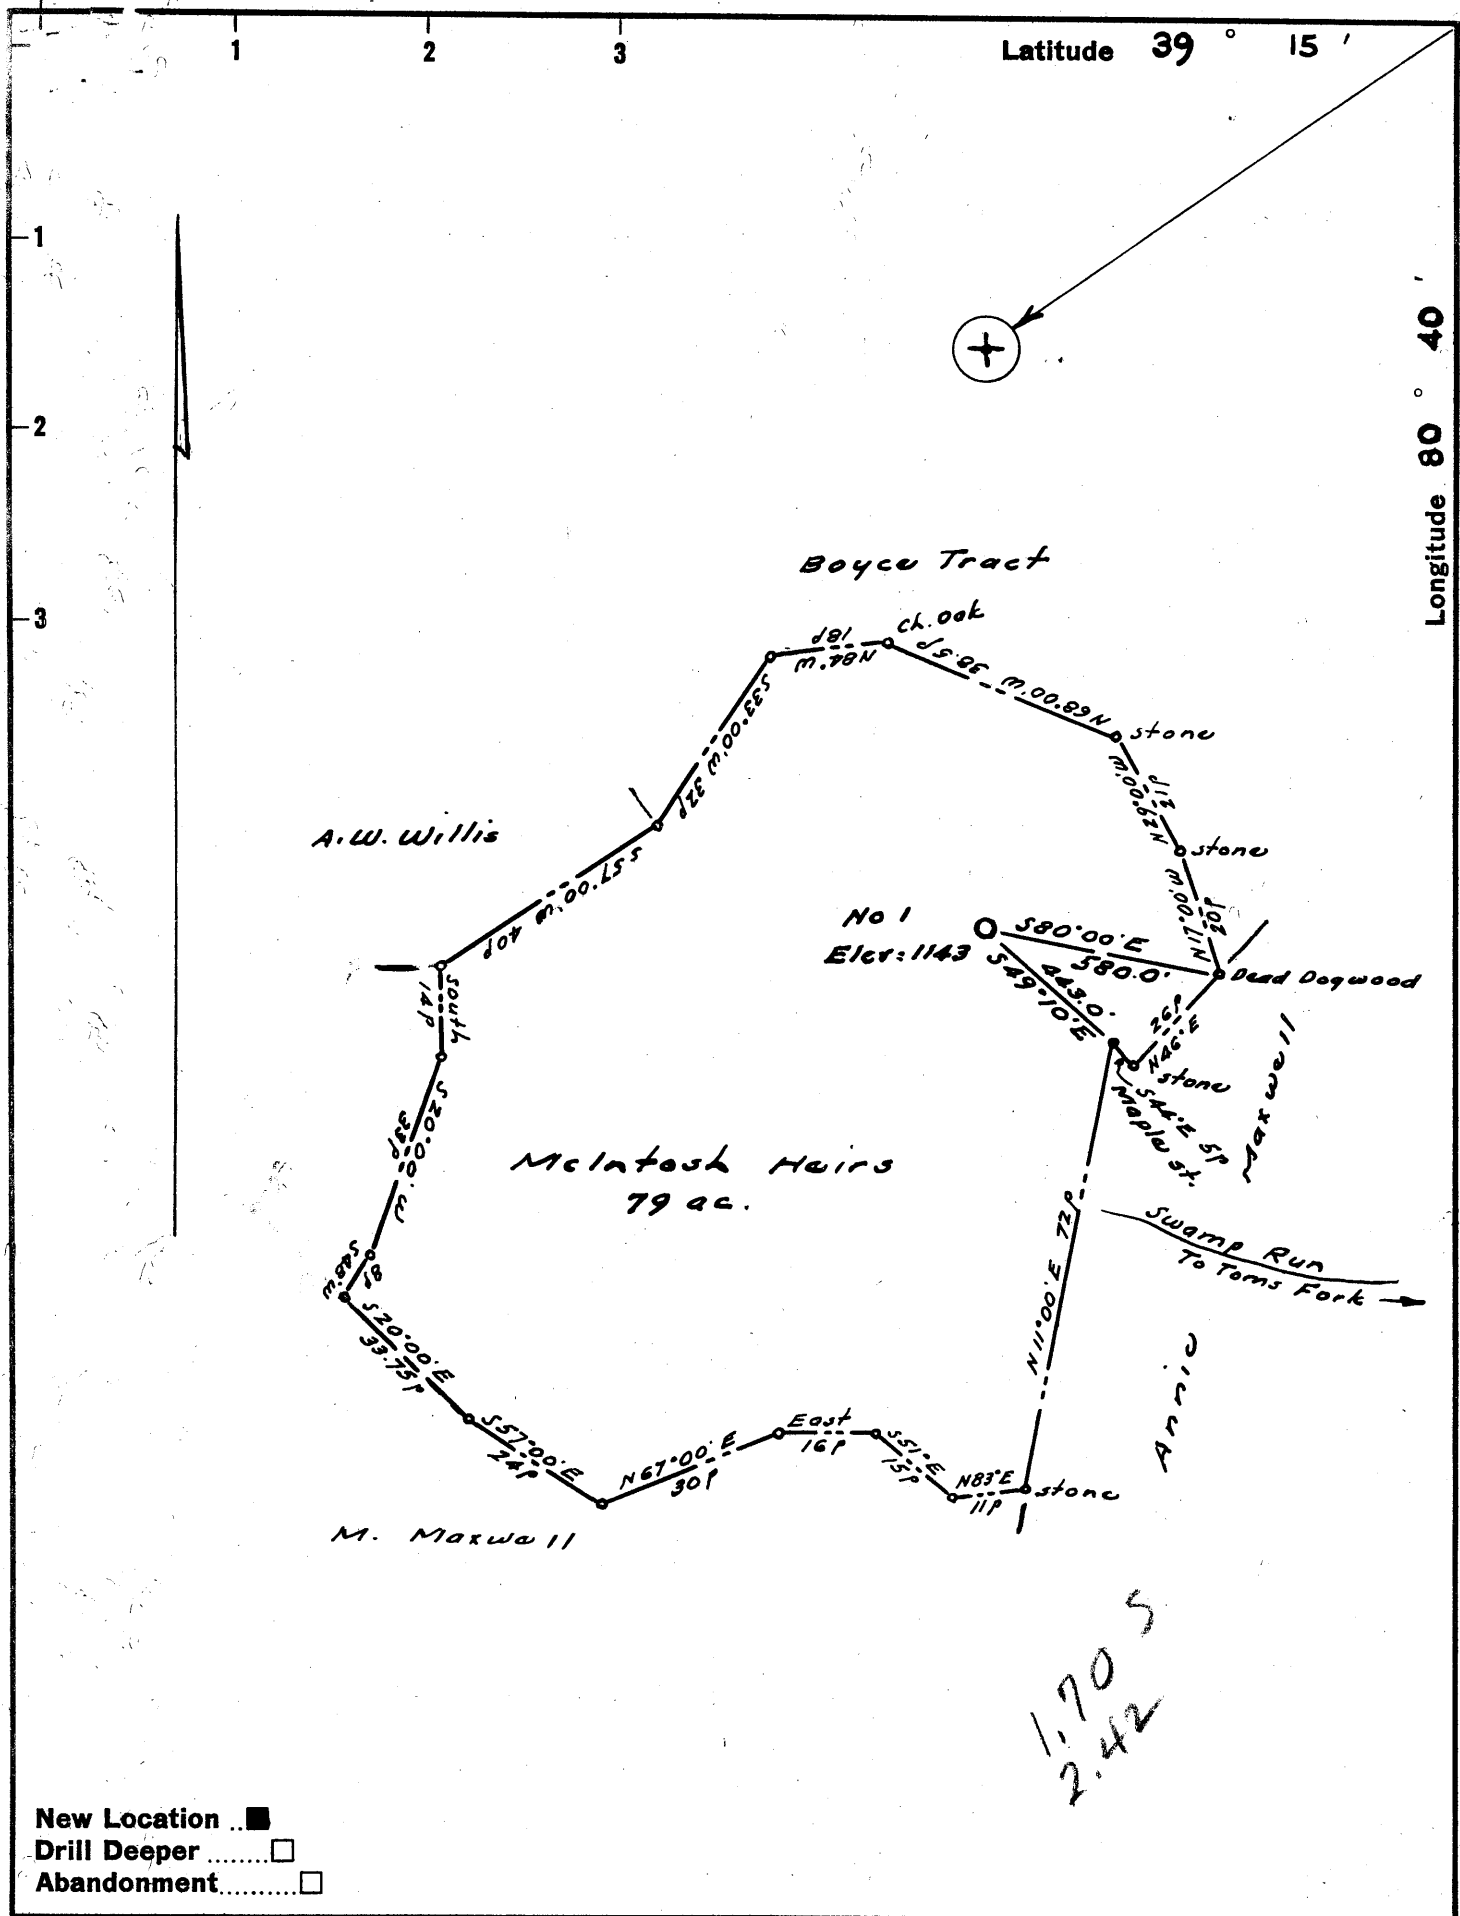 1 2 3 Latitude 39° 15'
1
2
3
Longitude 80° 40'
Boyce Tract
Ch. Oak
N84°W 18P
N68°00'W 38.5P
stone
N29°00'W 21P
stone
N17°00'W 20P
S33°00'W 32P
A.W. Willis
S57°00'W
40P
No 1
Elev: 1143
S80°00'E
580.0'
Dead Dogwood
443.0'
S49°10'E
26P
N46°E
stone
S44°E 5P
Maple st.
Maxwell
South
14P
S20°00'W
33P
McIntosh Heirs
79 ac.
Swamp Run
To Toms Fork
N11°00'E 72P
S48°W
8P
S20°00'E
33.75P
S57°00'E
24P
N67°00'E
30P
East
16P
S51°E
15P
N83°E
11P
stone
Annie
M. Maxwell
1.70 S
2.42
New Location ..■
Drill Deeper ........□
Abandonment..........□